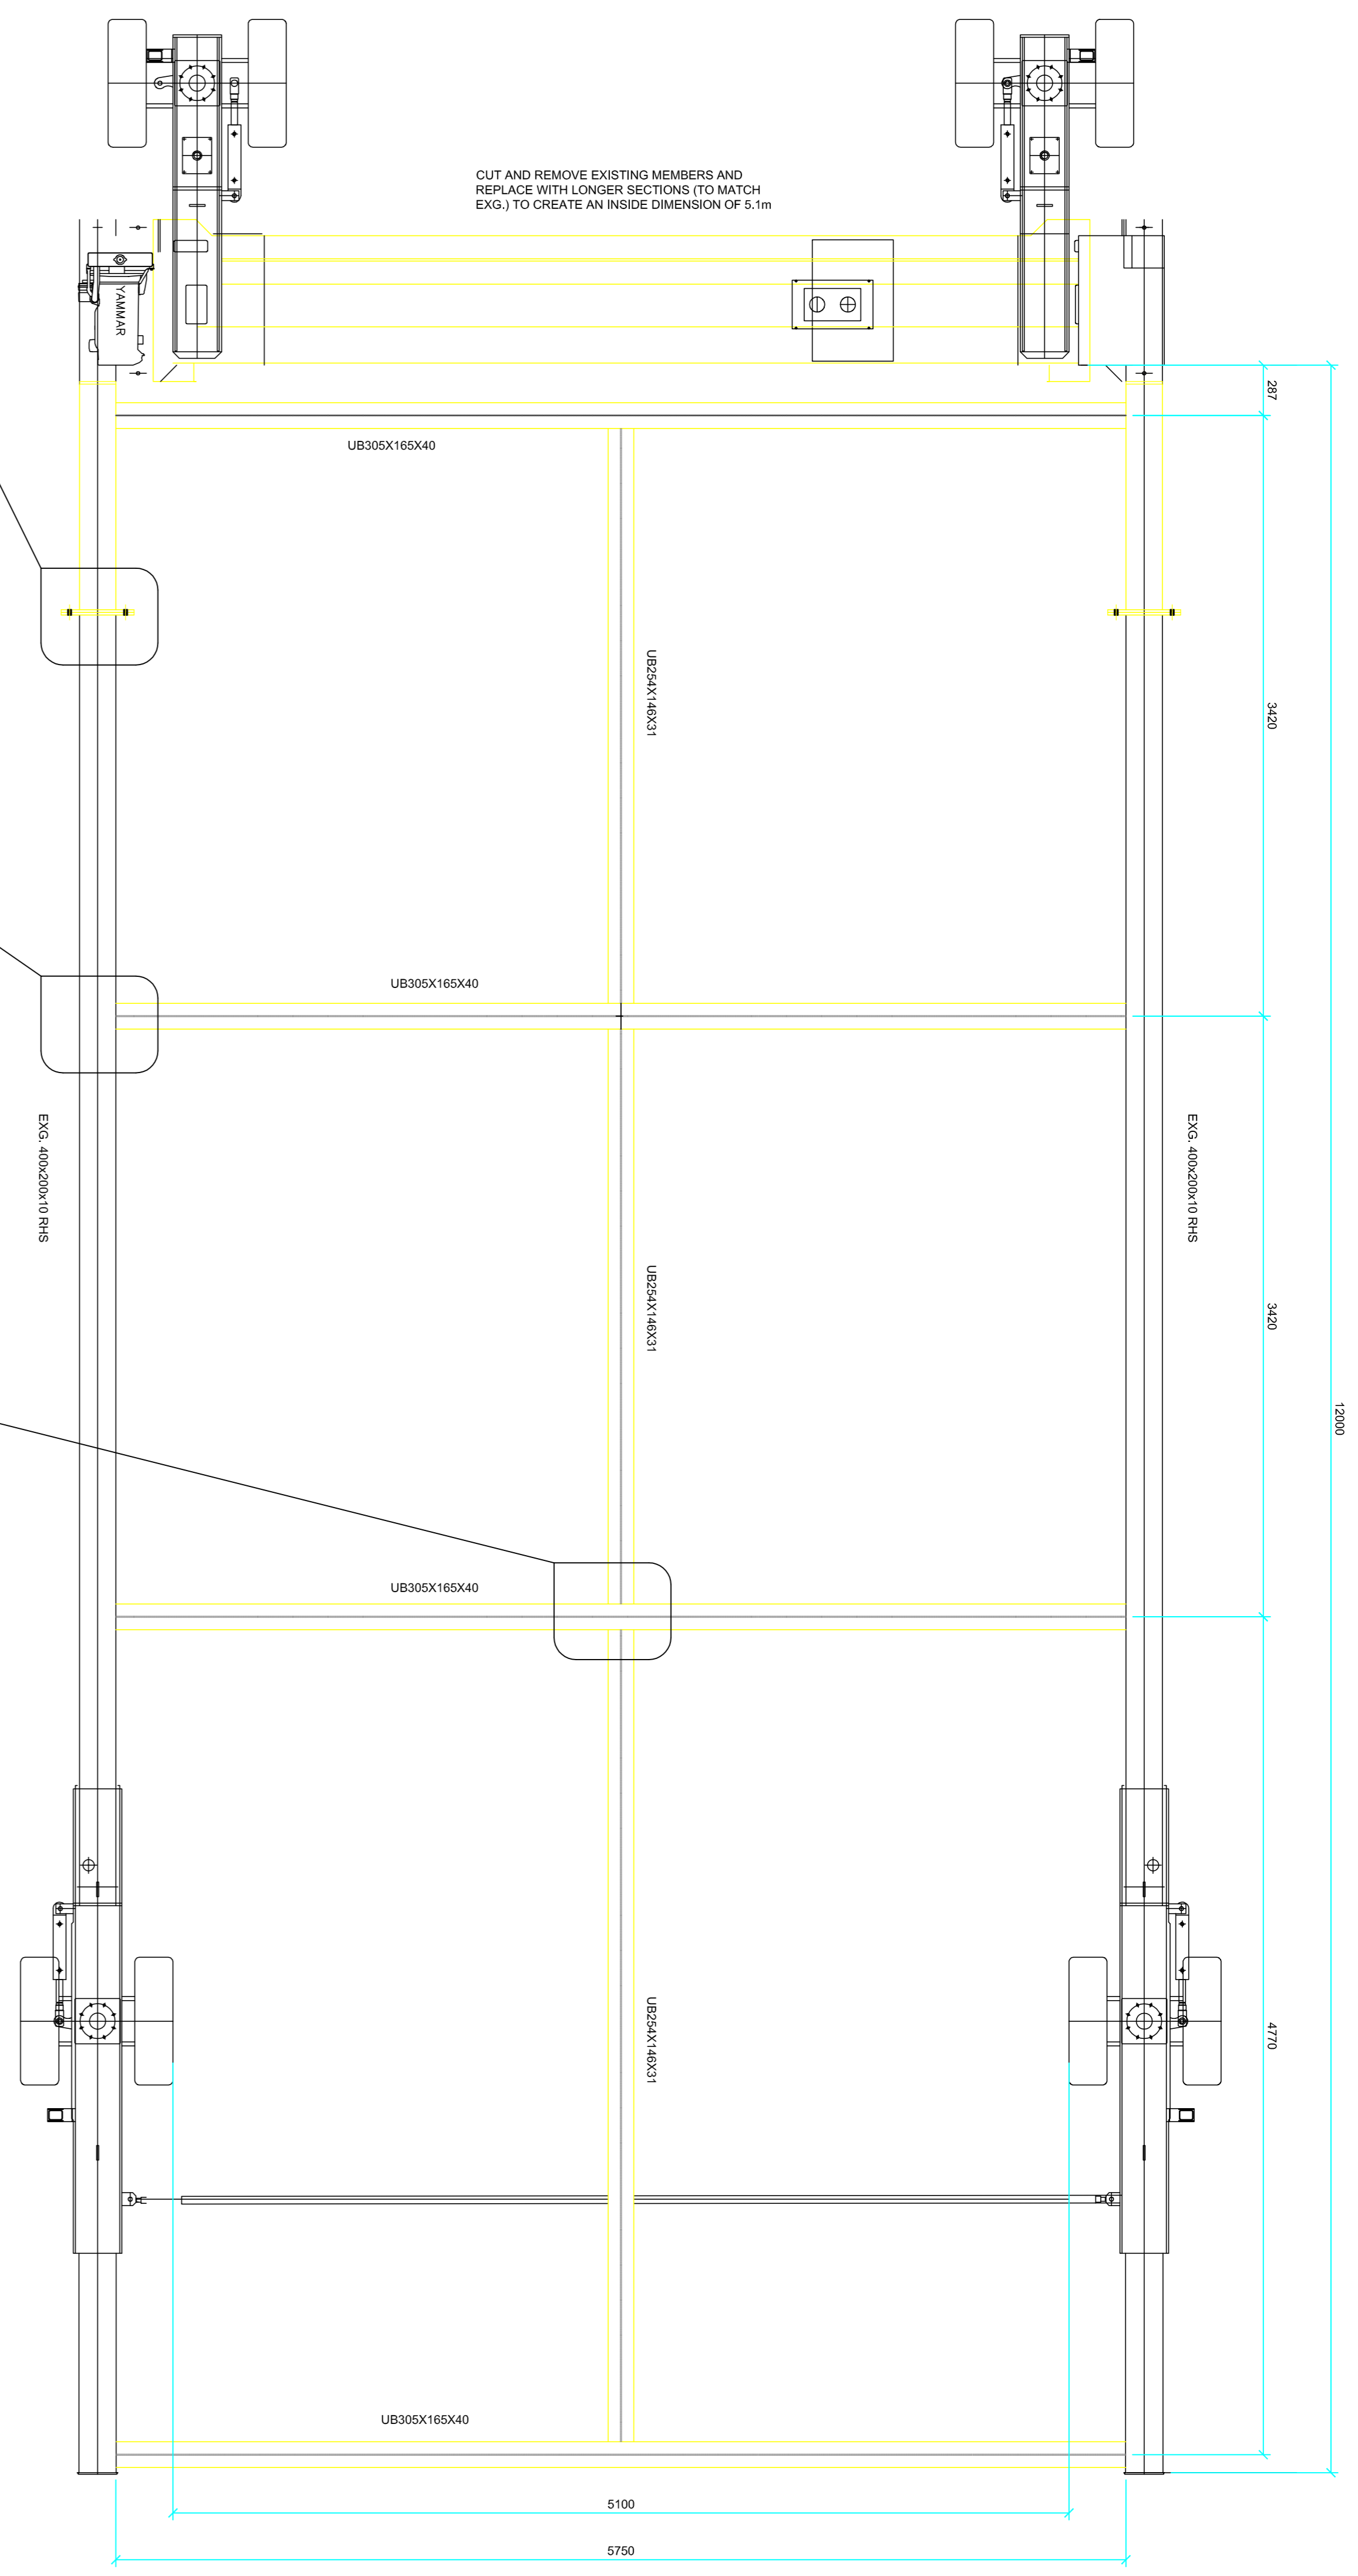 CUT AND REMOVE EXISTING MEMBERS AND
REPLACE WITH LONGER SECTIONS (TO MATCH
EXG.) TO CREATE AN INSIDE DIMENSION OF 5.1m
YAMMAR
287
UB305X165X40
UB254X146X31
3420
UB305X165X40
EXG. 400x200x10 RHS
EXG. 400x200x10 RHS
UB254X146X31
3420
12000
UB305X165X40
UB254X146X31
4770
UB305X165X40
5100
5750